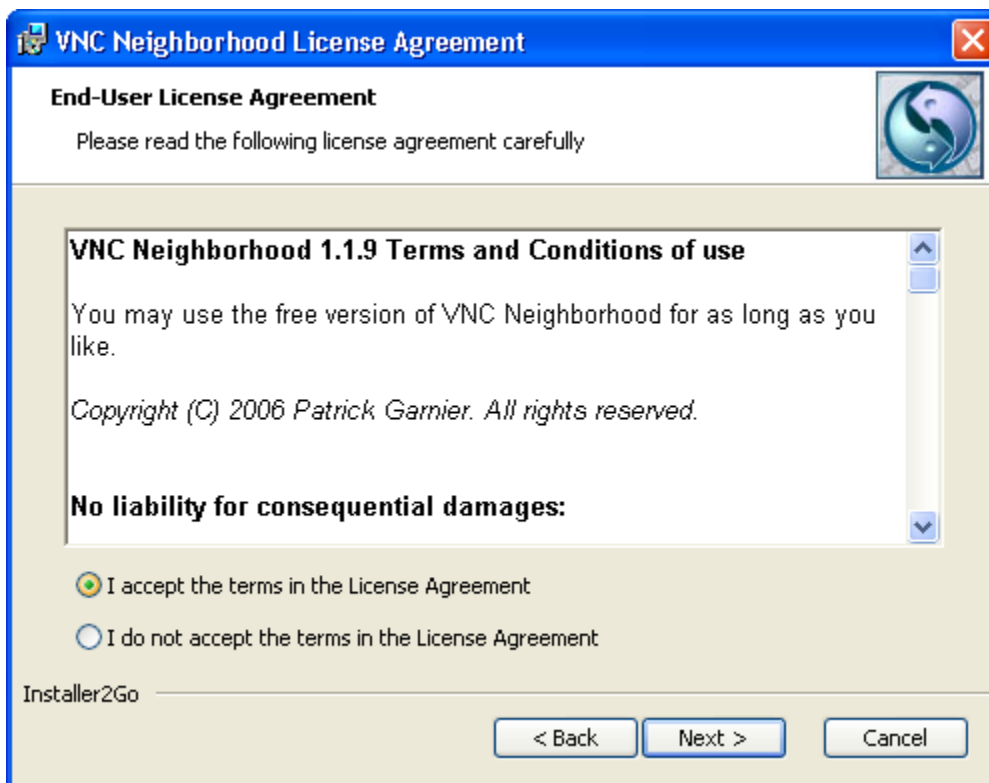 VNC Neighborhood License Agreement
End-User License Agreement
Please read the following license agreement carefully
VNC Neighborhood 1.1.9 Terms and Conditions of use
You may use the free version of VNC Neighborhood for as long as you
like.
Copyright (C) 2006 Patrick Garnier. All rights reserved.
No liability for consequential damages:
I accept the terms in the License Agreement
I do not accept the terms in the License Agreement
Installer2Go
< Back
Next >
Cancel